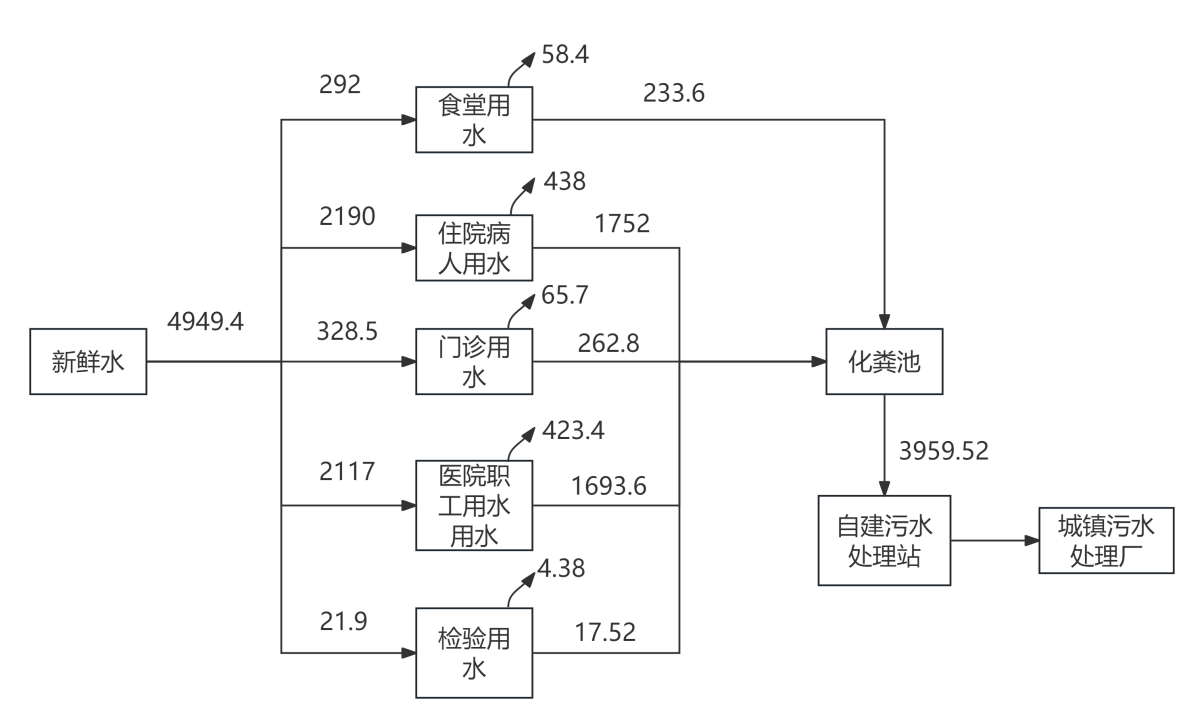 58.4
292
食堂用
水
233.6
438
2190
住院病
人用水
1752
65.7
4949.4
328.5
新鲜水
门诊用
水
262.8
化粪池
423.4
2117
医院职
工用水
用水
1693.6
3959.52
自建污水
处理站
城镇污水
处理厂
4.38
21.9
检验用
水
17.52